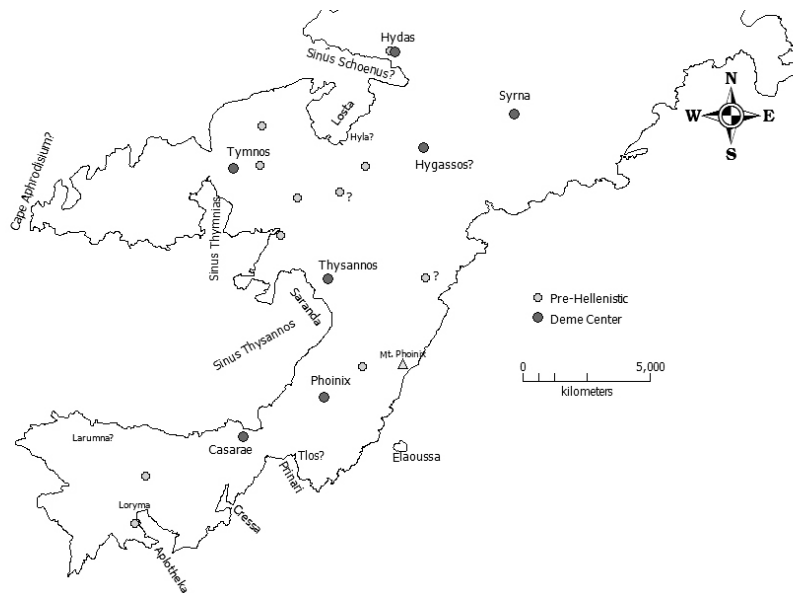 Hydas
Sinus Schoenus?
Syrna
N
W
E
S
Losta
Hyla?
Tymnos
Hygassos?
Cape Aphrodisium?
?
Sinus Thymnias
Thysannos
?
Saranda
Pre-Hellenistic
Deme Center
Sinus Thysannos
Mt. Phoinix
0 5,000
kilometers
Phoinix
Larumna?
Casarae
Tlos?
Elaoussa
Prinari
Loryma
Cressa
Aplotheka